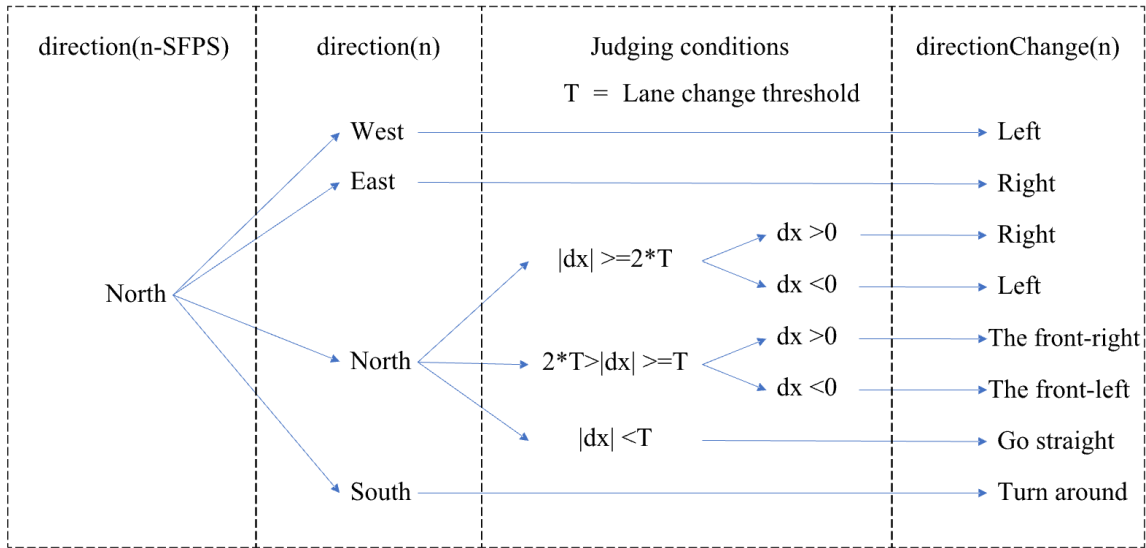 direction(n-SFPS)
direction(n)
Judging conditions
directionChange(n)
T = Lane change threshold
West
Left
East
Right
dx >0
Right
|dx| >=2*T
dx <0
Left
North
dx >0
The front-right
North
2*T>|dx| >=T
dx <0
The front-left
|dx| <T
Go straight
South
Turn around